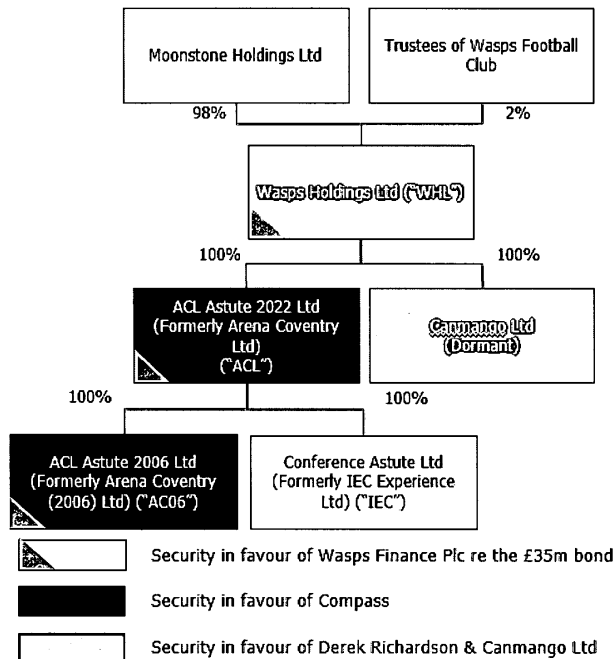 Moonstone Holdings Ltd
Trustees of Wasps Football
Club
98%
2%
Wasps Holdings Ltd ("WHL")
100%
100%
ACL Astute 2022 Ltd
(Formerly Arena Coventry
Ltd)
("ACL")
Canmango Ltd
(Dormant)
100%
100%
ACL Astute 2006 Ltd
(Formerly Arena Coventry
(2006) Ltd) ("AC06")
Conference Astute Ltd
(Formerly IEC Experience
Ltd) ("IEC")
Security in favour of Wasps Finance Plc re the £35m bond
Security in favour of Compass
Security in favour of Derek Richardson & Canmango Ltd